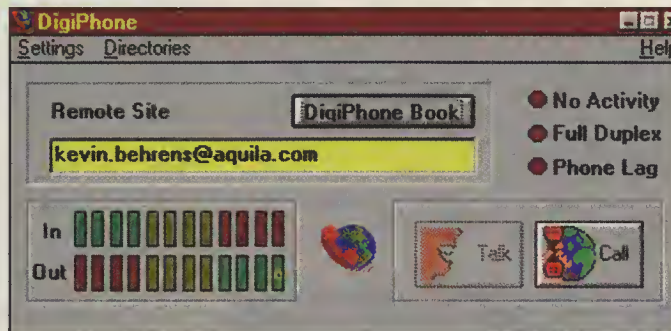 DigiPhone
Settings Directories Help
Remote Site
DigiPhone Book
kevin.behrens@aquila.com
No Activity
Full Duplex
Phone Lag
In
Out
Talk
Call